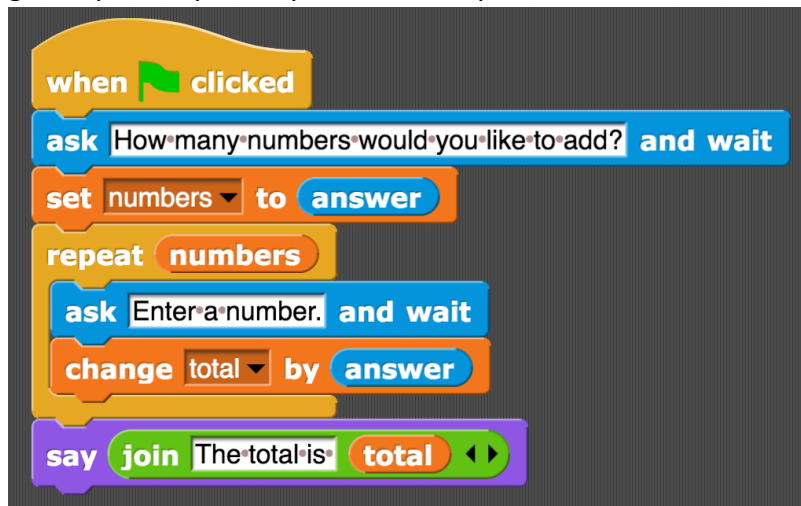 when clicked
ask How many numbers would you like to add? and wait
set numbers to answer
repeat numbers
ask Enter a number. and wait
change total by answer
say join The total is total